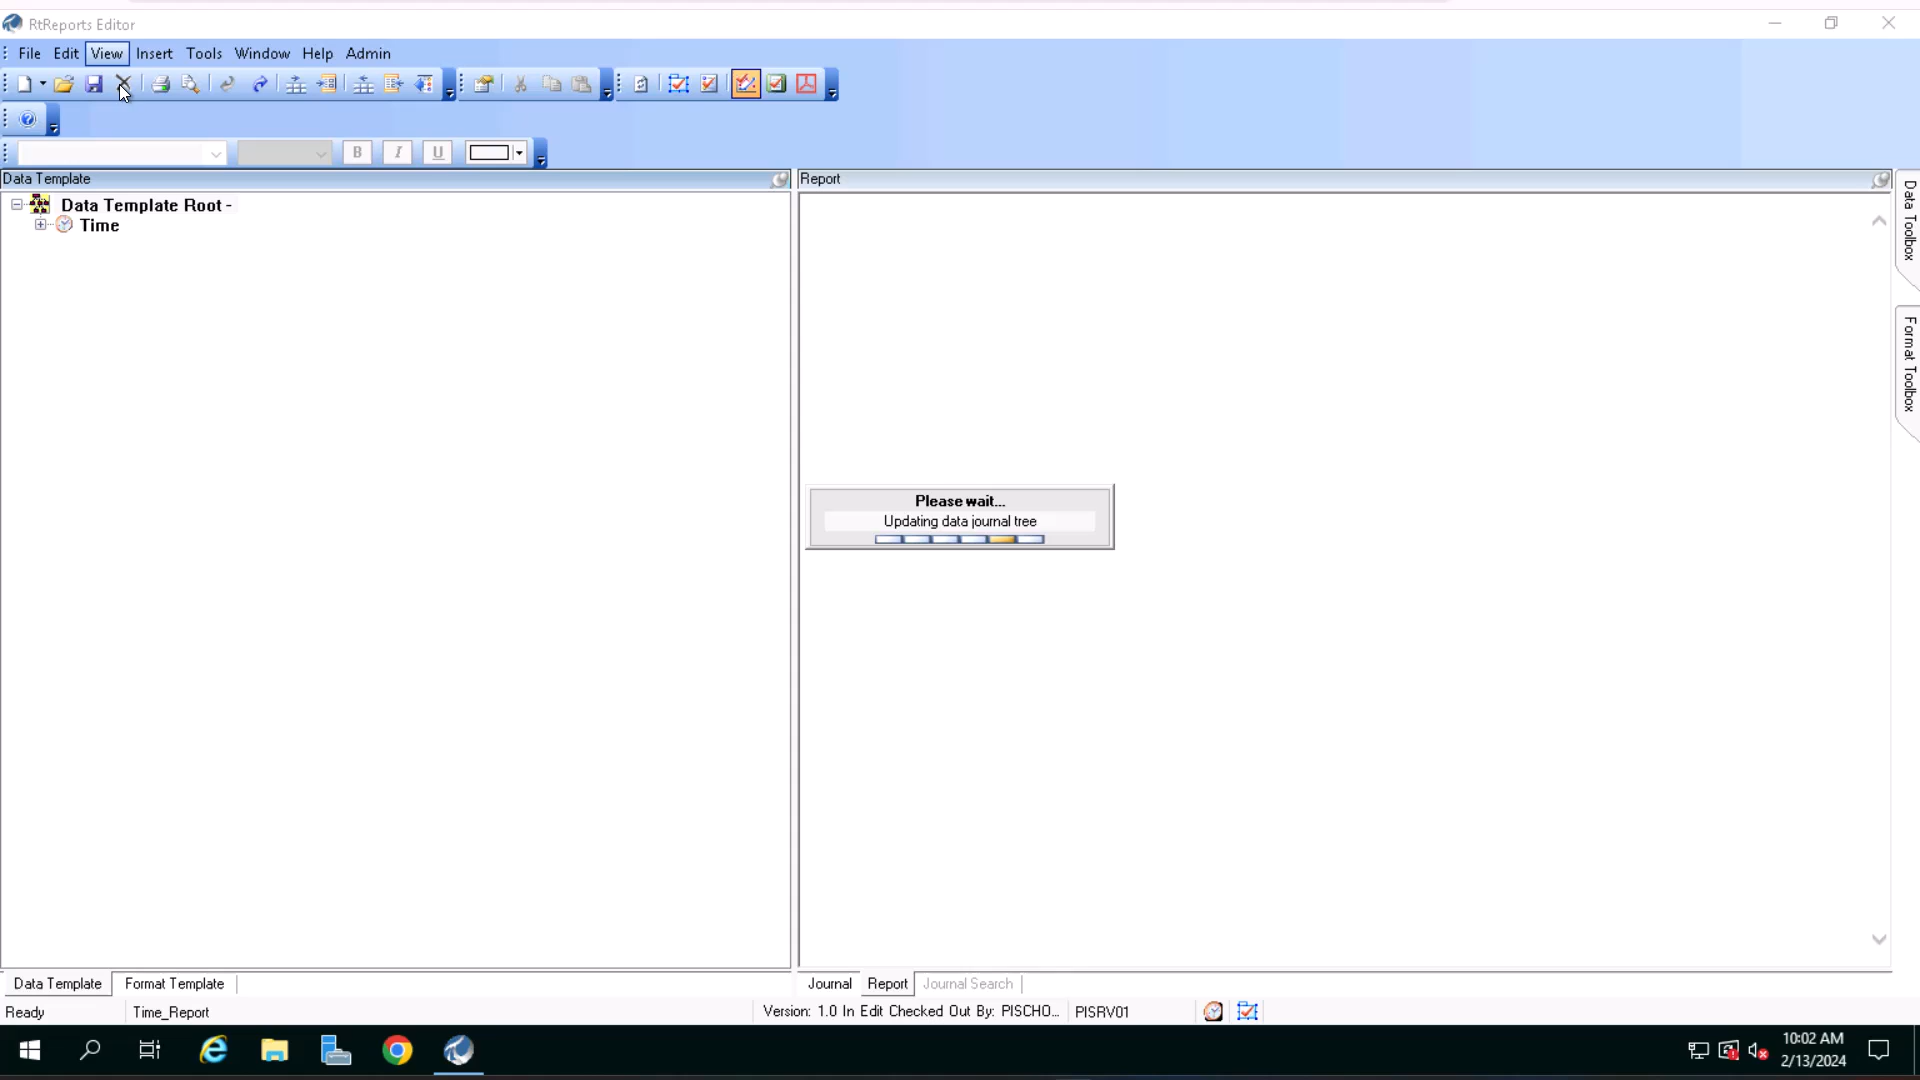 RtReports Editor
File Edit View Insert Tools Window Help Admin
B I U
Data Template
Report
Data Template Root -
Time
Data Toolbox
Format Toolbox
Please wait...
Updating data journal tree
Data Template Format Template
Journal Report Journal Search
Ready Time_Report Version: 1.0 In Edit Checked Out By: PISCHO... PISRV01
10:02 AM
2/13/2024